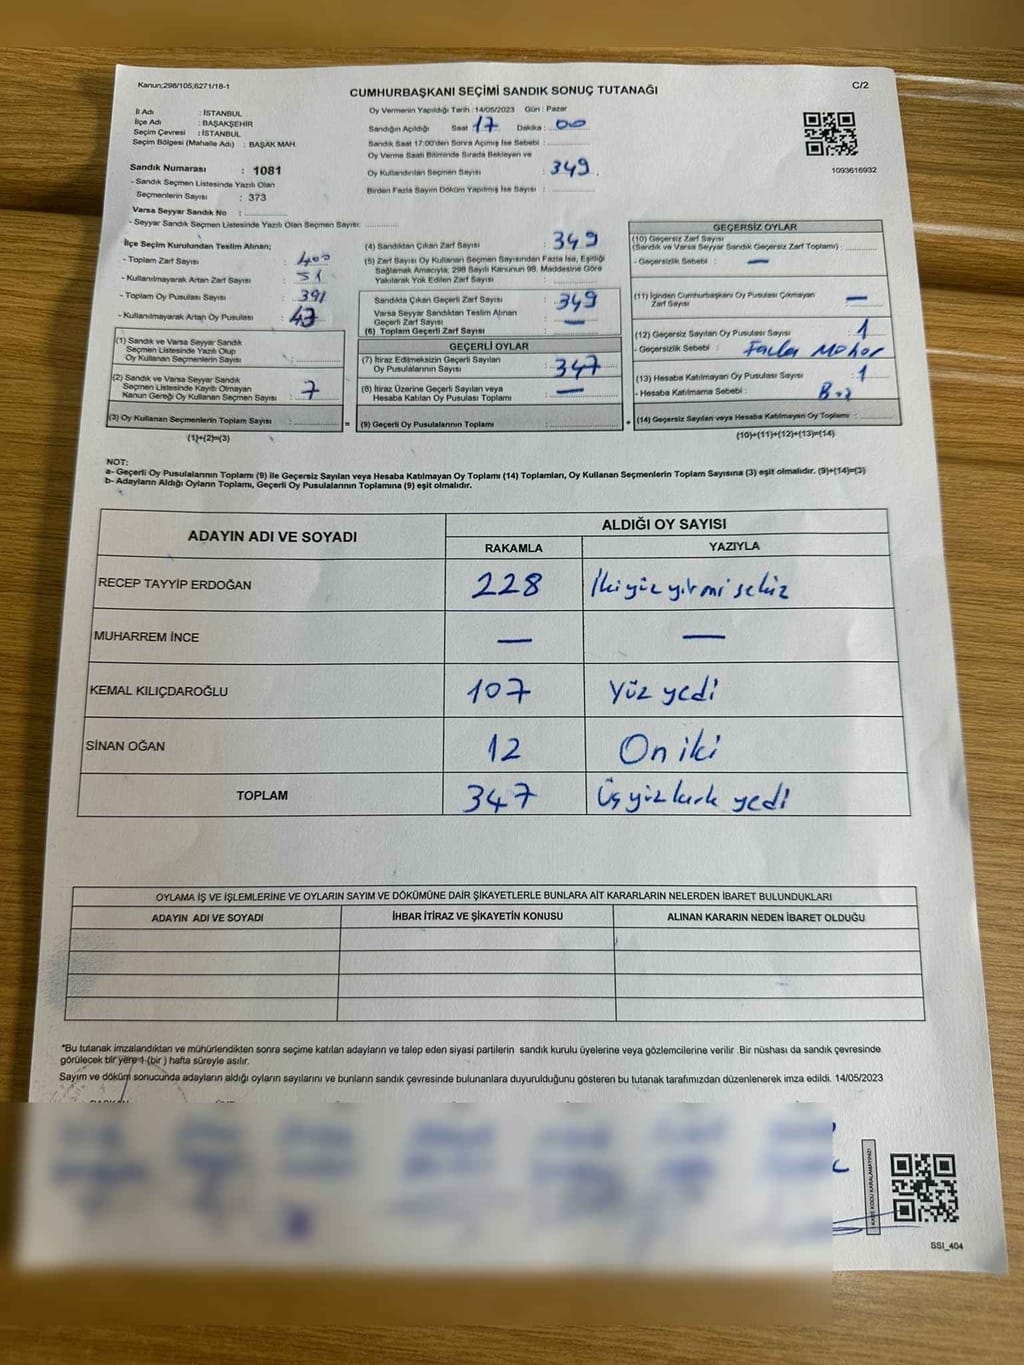 Kanun;298/105;6271/18-1
C/2
CUMHURBAŞKANI SEÇİMİ SANDIK SONUÇ TUTANAĞI
İl Adı : İSTANBUL
İlçe Adı : BAŞAKŞEHİR
Seçim Çevresi : İSTANBUL
Seçim Bölgesi (Mahalle Adı) : BAŞAK MAH.
Sandık Numarası : 1081
- Sandık Seçmen Listesinde Yazılı Olan
Seçmenlerin Sayısı : 373
Varsa Seyyar Sandık No :
- Seyyar Sandık Seçmen Listesinde Yazılı Olan Seçmen Sayısı:
Oy Vermenin Yapıldığı Tarih : 14/05/2023 Gün : Pazar
Sandığın Açıldığı Saat 17 Dakika : 00
Sandık Saat 17:00'den Sonra Açılmış İse Sebebi :
Oy Verme Saati Bitiminde Sırada Bekleyen ve
Oy Kullandırılan Seçmen Sayısı : 349
Birden Fazla Sayım Döküm Yapılmış İse Sayısı :
1093616932
İlçe Seçim Kurulundan Teslim Alınan;
- Toplam Zarf Sayısı : 400
- Kullanılmayarak Artan Zarf Sayısı : 51
- Toplam Oy Pusulası Sayısı : 391
- Kullanılmayarak Artan Oy Pusulası :
(1) Sandık ve Varsa Seyyar Sandık
Seçmen Listesinde Yazılı Olup
Oy Kullanan Seçmenlerin Sayısı :
(2) Sandık ve Varsa Seyyar Sandık
Seçmen Listesinde Kayıtlı Olmayan
Kanun Gereği Oy Kullanan Seçmen Sayısı : 7
(3) Oy Kullanan Seçmenlerin Toplam Sayısı :
(1)+(2)=(3)
(4) Sandıktan Çıkan Zarf Sayısı : 349
(5) Zarf Sayısı Oy Kullanan Seçmen Sayısından Fazla İse, Eşitliği
Sağlamak Amacıyla; 298 Sayılı Kanunun 98. Maddesine Göre
Yakılarak Yok Edilen Zarf Sayısı :
Sandıkta Çıkan Geçerli Zarf Sayısı : 349
Varsa Seyyar Sandıktan Teslim Alınan
Geçerli Zarf Sayısı : —
(6) Toplam Geçerli Zarf Sayısı :
GEÇERLİ OYLAR
(7) İtiraz Edilmeksizin Geçerli Sayılan
Oy Pusulalarının Sayısı : 347
(8) İtiraz Üzerine Geçerli Sayılan veya
Hesaba Katılan Oy Pusulası Toplamı : —
= (9) Geçerli Oy Pusulalarının Toplamı :
GEÇERSİZ OYLAR
(10) Geçersiz Zarf Sayısı
(Sandık ve Varsa Seyyar Sandık Geçersiz Zarf Toplamı) :
- Geçersizlik Sebebi : —
(11) İçinden Cumhurbaşkanı Oy Pusulası Çıkmayan
Zarf Sayısı : —
(12) Geçersiz Sayılan Oy Pusulası Sayısı : 1
- Geçersizlik Sebebi : Fazla Mühür
(13) Hesaba Katılmayan Oy Pusulası Sayısı : 1
- Hesaba Katılmama Sebebi : Boz
+ (14) Geçersiz Sayılan veya Hesaba Katılmayan Oy Toplamı :
(10)+(11)+(12)+(13)=(14)
NOT:
a- Geçerli Oy Pusulalarının Toplamı (9) ile Geçersiz Sayılan veya Hesaba Katılmayan Oy Toplamı (14) Toplamları, Oy Kullanan Seçmenlerin Toplam Sayısına (3) eşit olmalıdır. (9)+(14)=(3)
b- Adayların Aldığı Oyların Toplamı, Geçerli Oy Pusulalarının Toplamına (9) eşit olmalıdır.
ADAYIN ADI VE SOYADI
ALDIĞI OY SAYISI
RAKAMLA YAZIYLA
RECEP TAYYİP ERDOĞAN 228 İkiyüz yirmi sekiz
MUHARREM İNCE — —
KEMAL KILIÇDAROĞLU 107 Yüz yedi
SİNAN OĞAN 12 On iki
TOPLAM 347 Üçyüz kırk yedi
OYLAMA İŞ VE İŞLEMLERİNE VE OYLARIN SAYIM VE DÖKÜMÜNE DAİR ŞİKAYETLERLE BUNLARA AİT KARARLARIN NELERDEN İBARET BULUNDUKLARI
ADAYIN ADI VE SOYADI İHBAR İTİRAZ VE ŞİKAYETİN KONUSU ALINAN KARARIN NEDEN İBARET OLDUĞU
*Bu tutanak imzalandıktan ve mühürlendikten sonra seçime katılan adayların ve talep eden siyasi partilerin sandık kurulu üyelerine veya gözlemcilerine verilir .Bir nüshası da sandık çevresinde
görülecek bir yere 1 (bir ) hafta süreyle asılır.
Sayım ve döküm sonucunda adayların aldığı oyların sayılarını ve bunların sandık çevresinde bulunanlara duyurulduğunu gösteren bu tutanak tarafımızdan düzenlenerek imza edildi. 14/05/2023
KARE KODU KARALAMAYINIZ!
SSİ_404